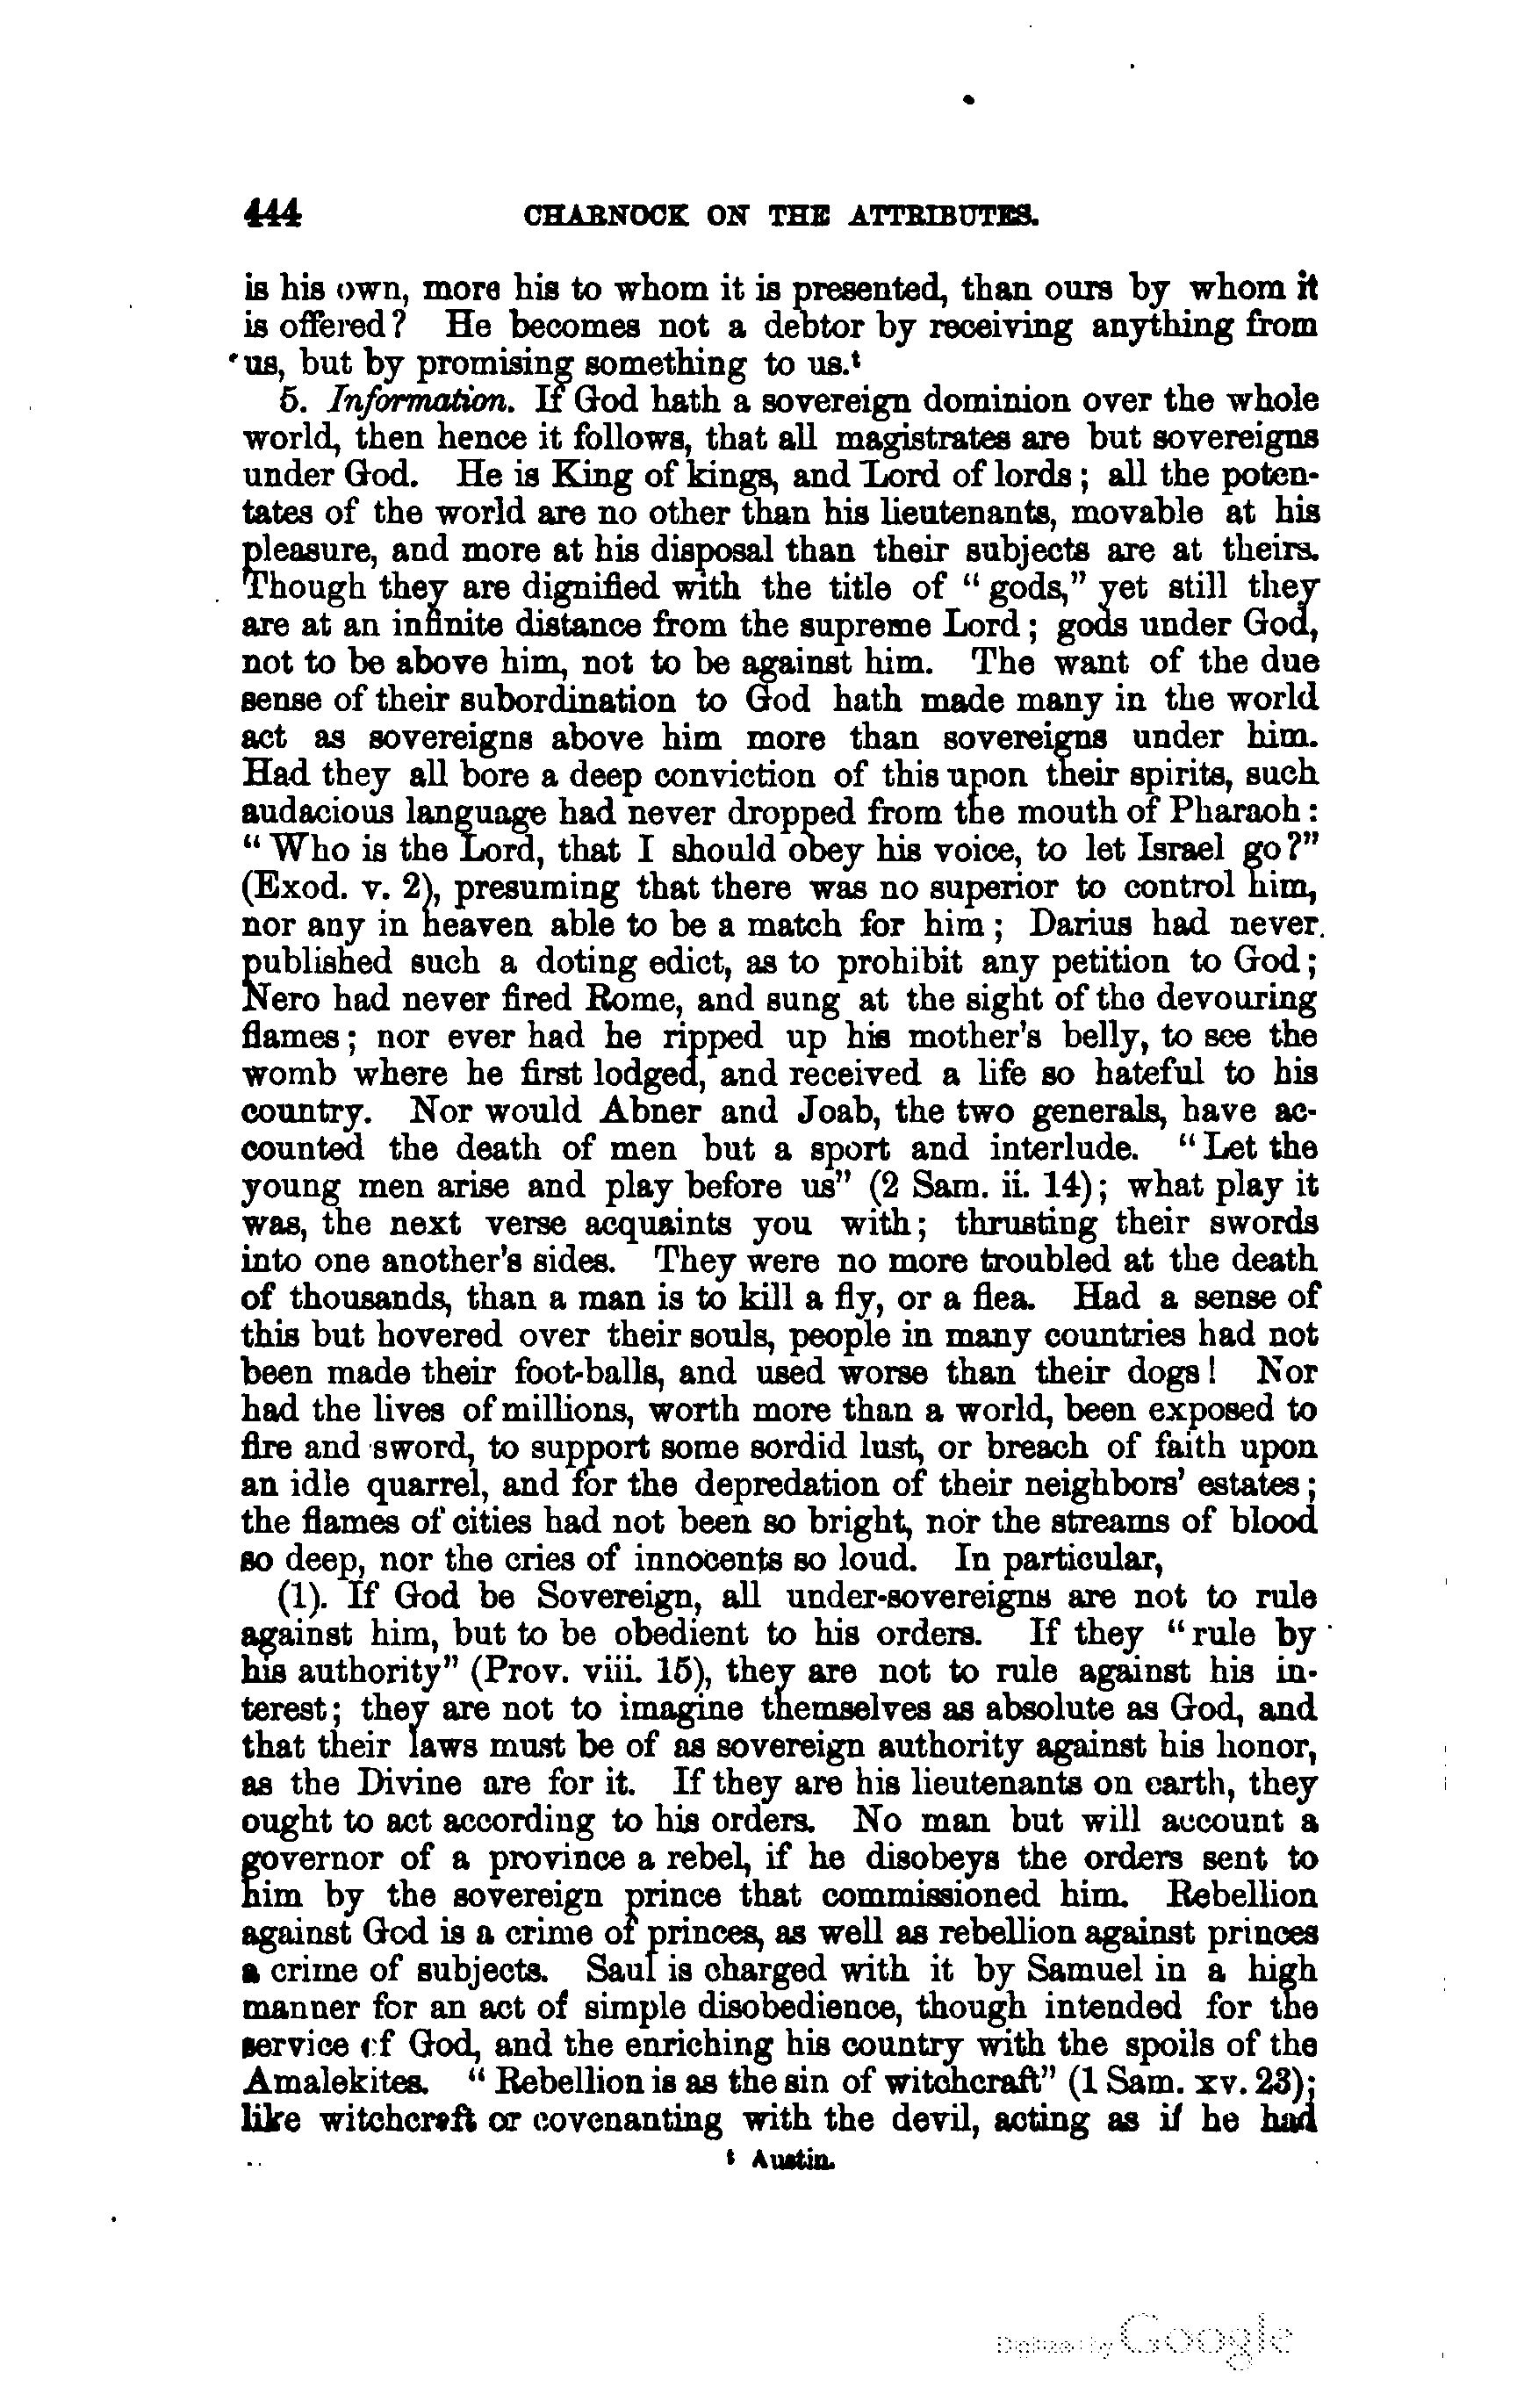 444 CHARNOCK ON THE ATTRIBUTES.
is his own, more his to whom it is presented, than ours by whom it
is offered? He becomes not a debtor by receiving anything from
us, but by promising something to us.t
5. Information. If God hath a sovereign dominion over the whole
world, then hence it follows, that all magistrates are but sovereigns
under God. He is King of kings, and Lord of lords; all the poten-
tates of the world are no other than his lieutenants, movable at his
pleasure, and more at his disposal than their subjects are at theirs.
Though they are dignified with the title of "gods," yet still they
are at an infinite distance from the supreme Lord; gods under God,
not to be above him, not to be against him. The want of the due
sense of their subordination to God hath made many in the world
act as sovereigns above him more than sovereigns under him.
Had they all bore a deep conviction of this upon their spirits, such
audacious language had never dropped from the mouth of Pharaoh:
"Who is the Lord, that I should obey his voice, to let Israel go?"
(Exod. v. 2), presuming that there was no superior to control him,
nor any in heaven able to be a match for him; Darius had never
published such a doting edict, as to prohibit any petition to God;
Nero had never fired Rome, and sung at the sight of the devouring
flames; nor ever had he ripped up his mother's belly, to see the
womb where he first lodged, and received a life so hateful to his
country. Nor would Abner and Joab, the two generals, have ac-
counted the death of men but a sport and interlude. "Let the
young men arise and play before us" (2 Sam. ii. 14); what play it
was, the next verse acquaints you with; thrusting their swords
into one another's sides. They were no more troubled at the death
of thousands, than a man is to kill a fly, or a flea. Had a sense of
this but hovered over their souls, people in many countries had not
been made their foot-balls, and used worse than their dogs! Nor
had the lives of millions, worth more than a world, been exposed to
fire and sword, to support some sordid lust, or breach of faith upon
an idle quarrel, and for the depredation of their neighbors' estates;
the flames of cities had not been so bright, nor the streams of blood
so deep, nor the cries of innocents so loud. In particular,
(1). If God be Sovereign, all under-sovereigns are not to rule
against him, but to be obedient to his orders. If they "rule by
his authority" (Prov. viii. 15), they are not to rule against his in-
terest; they are not to imagine themselves as absolute as God, and
that their laws must be of as sovereign authority against his honor,
as the Divine are for it. If they are his lieutenants on earth, they
ought to act according to his orders. No man but will account a
governor of a province a rebel, if he disobeys the orders sent to
him by the sovereign prince that commissioned him. Rebellion
against God is a crime of princes, as well as rebellion against princes
a crime of subjects. Saul is charged with it by Samuel in a high
manner for an act of simple disobedience, though intended for the
service of God, and the enriching his country with the spoils of the
Amalekites. "Rebellion is as the sin of witchcraft" (1 Sam. xv. 23);
like witchcraft or covenanting with the devil, acting as if he had
t Austin.
Digitized by Google